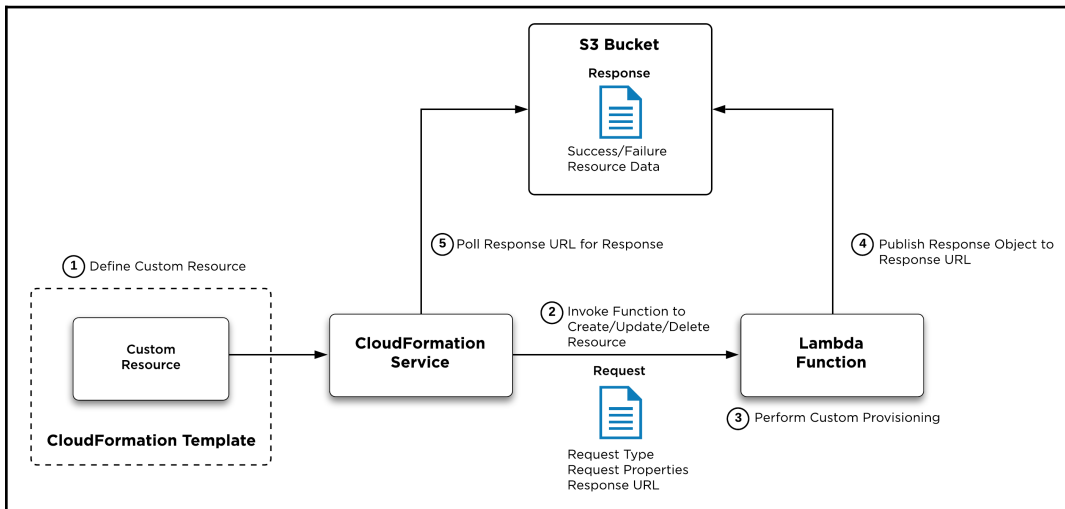 S3 Bucket
Response
Success/Failure
Resource Data
5 Poll Response URL for Response
4 Publish Response Object to
Response URL
1 Define Custom Resource
2 Invoke Function to
Create/Update/Delete
Resource
Custom
Resource
CloudFormation
Service
Lambda
Function
Request
3 Perform Custom Provisioning
CloudFormation Template
Request Type
Request Properties
Response URL